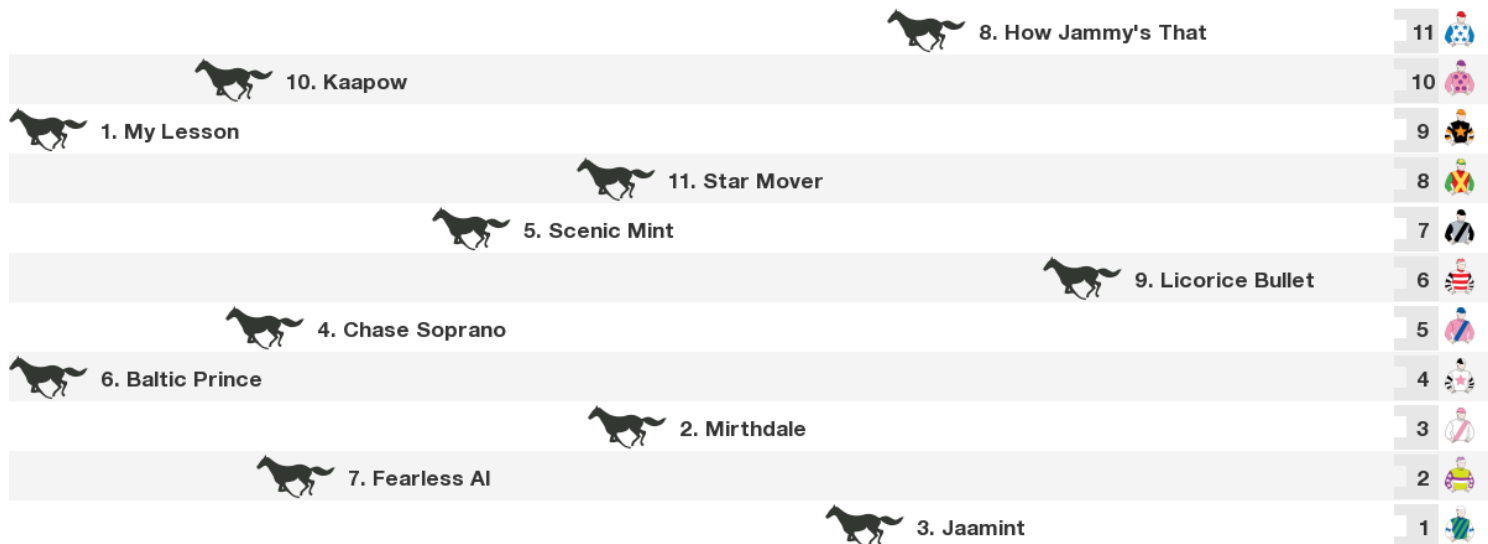 8. How Jammy's That 11
10. Kaapow 10
1. My Lesson 9
11. Star Mover 8
5. Scenic Mint 7
9. Licorice Bullet 6
4. Chase Soprano 5
6. Baltic Prince 4
2. Mirthdale 3
7. Fearless Al 2
3. Jaamint 1